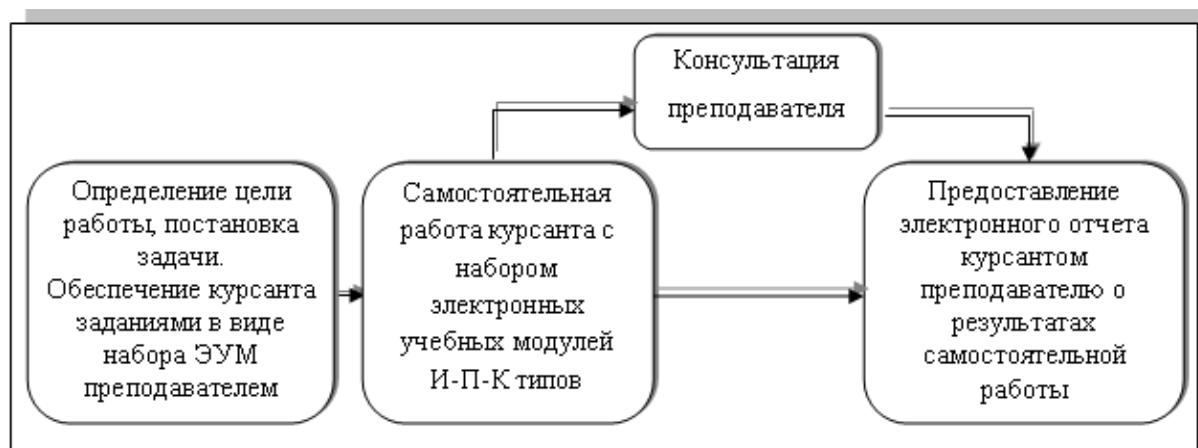 Консультация
преподавателя
Определение цели
работы, постановка
задачи.
Обеспечение курсанта
заданиями в виде
набора ЭУМ
преподавателем
Самостоятельная
работа курсанта с
набором
электронных
учебных модулей
И-П-К типов
Предоставление
электронного отчета
курсантом
преподавателю о
результатах
самостоятельной
работы